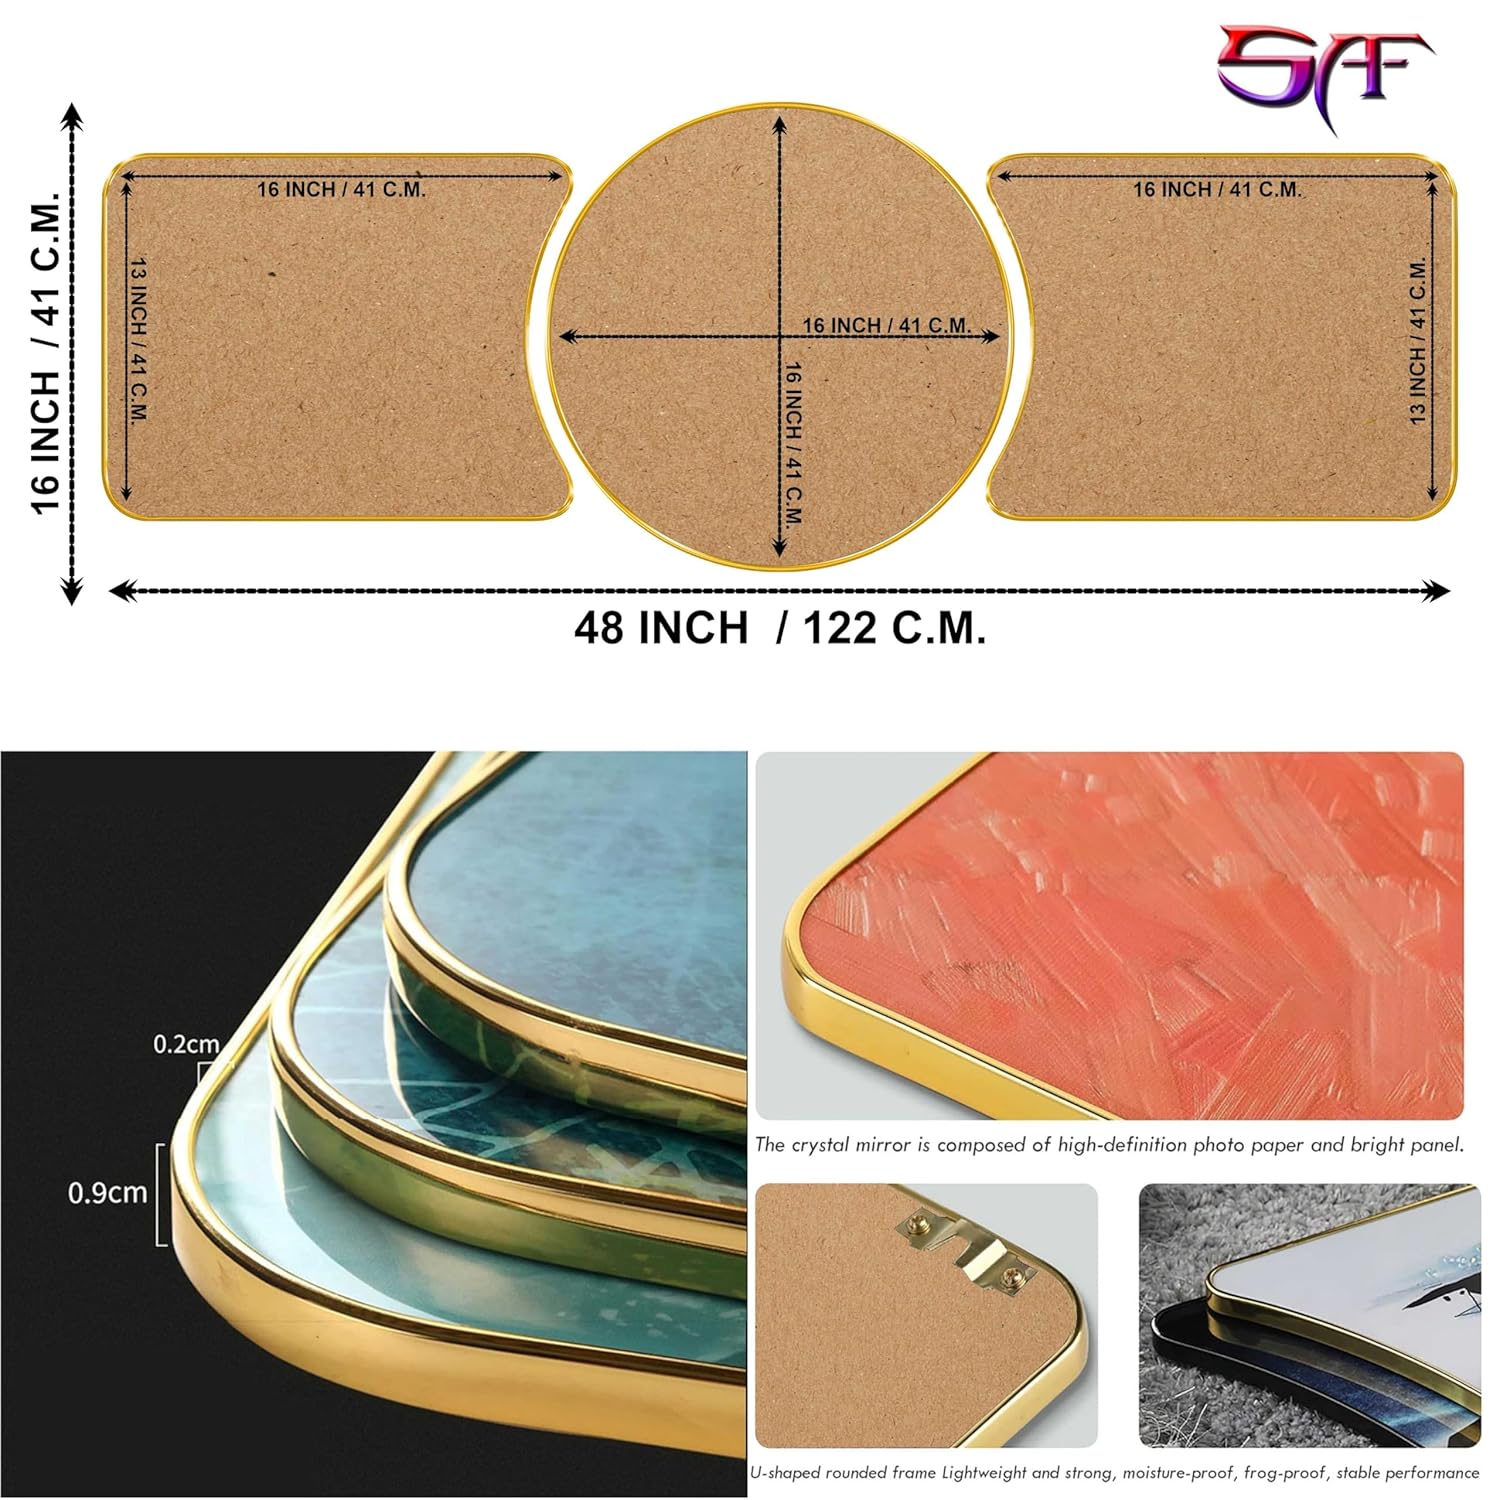 SAF
16 INCH / 41 C.M.
16 INCH / 41 C.M.
16 INCH / 41 C.M.
13 INCH / 41 C.M.
16 INCH / 41 C.M.
16 INCH / 41 C.M.
13 INCH / 41 C.M.
48 INCH / 122 C.M.
0.2cm
0.9cm
The crystal mirror is composed of high-definition photo paper and bright panel.
U-shaped rounded frame Lightweight and strong, moisture-proof, frog-proof, stable performance